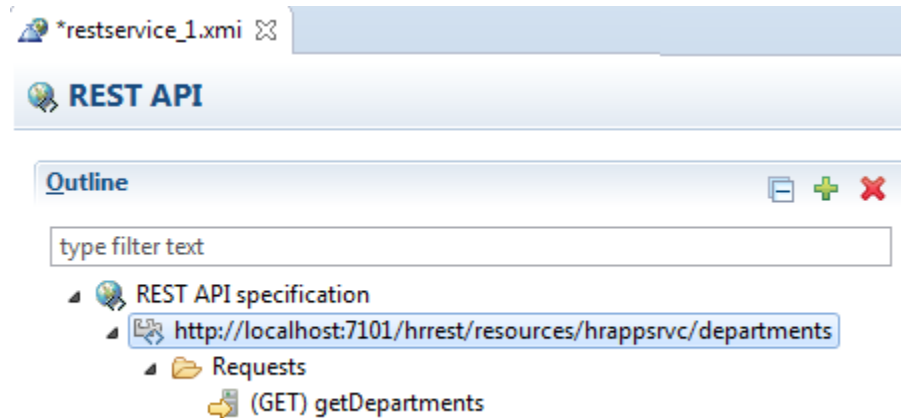 *restservice_1.xmi
REST API
Outline
type filter text
REST API specification
http://localhost:7101/hrrest/resources/hrappsrvc/departments
Requests
(GET) getDepartments